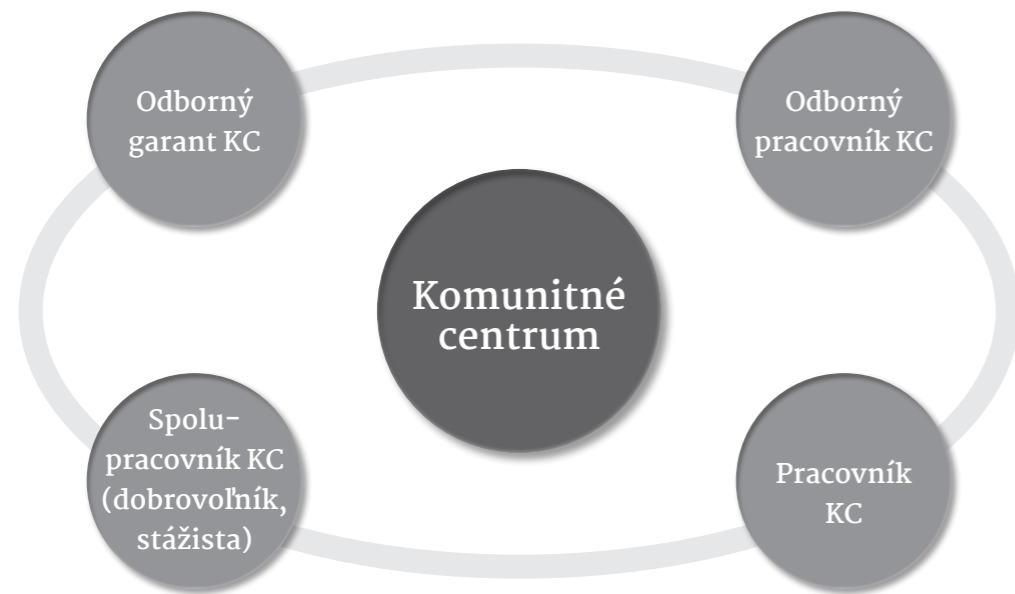 Odborný
garant KC
Odborný
pracovník KC
Komunitné
centrum
Spolu-
pracovník KC
(dobrovoľník,
stážista)
Pracovník
KC